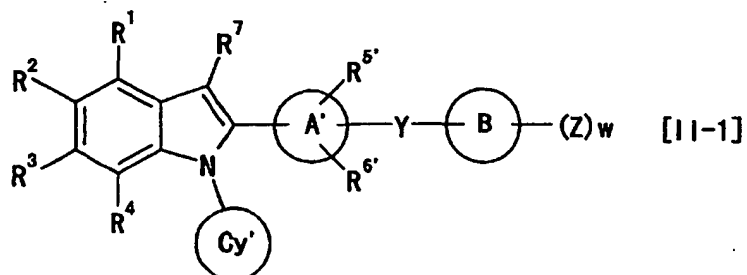 R¹ R⁷
R² R⁵' A' Y B (Z)w [II-1]
R³ N R⁶'
R⁴
Cy'